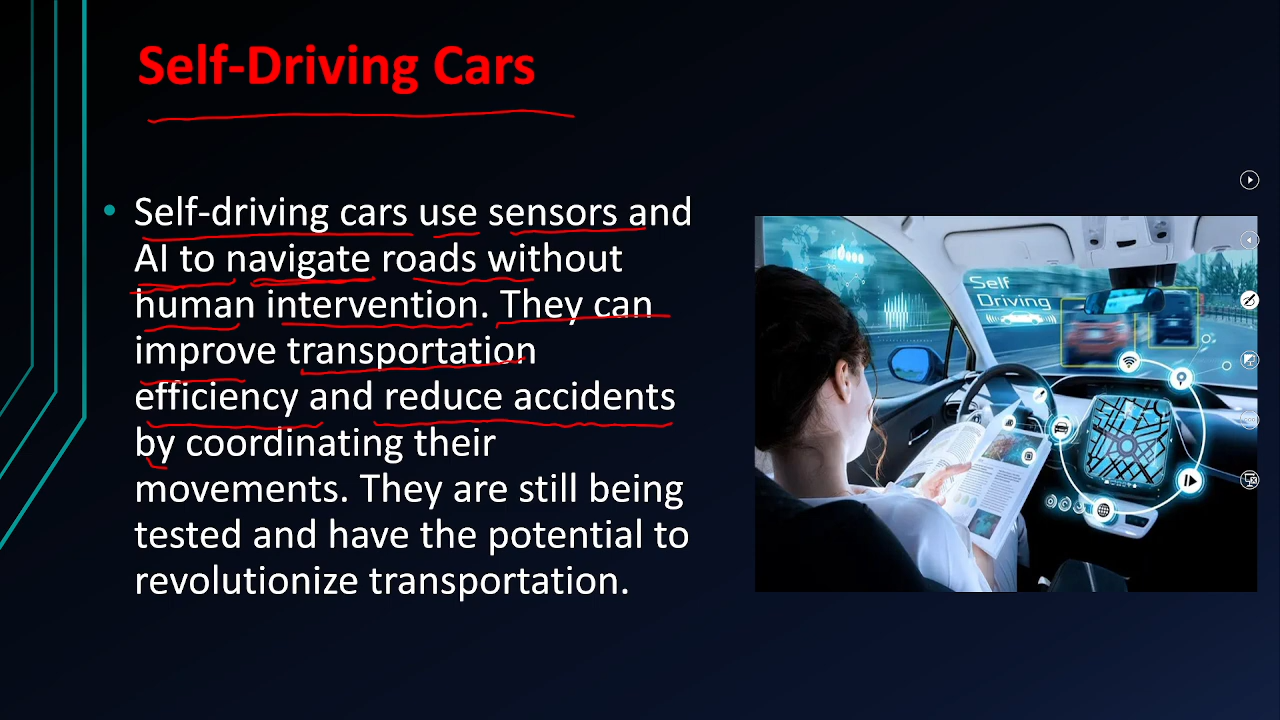 Self-Driving Cars
• Self-driving cars use sensors and
AI to navigate roads without
human intervention. They can
improve transportation
efficiency and reduce accidents
by coordinating their
movements. They are still being
tested and have the potential to
revolutionize transportation.
Self
Driving